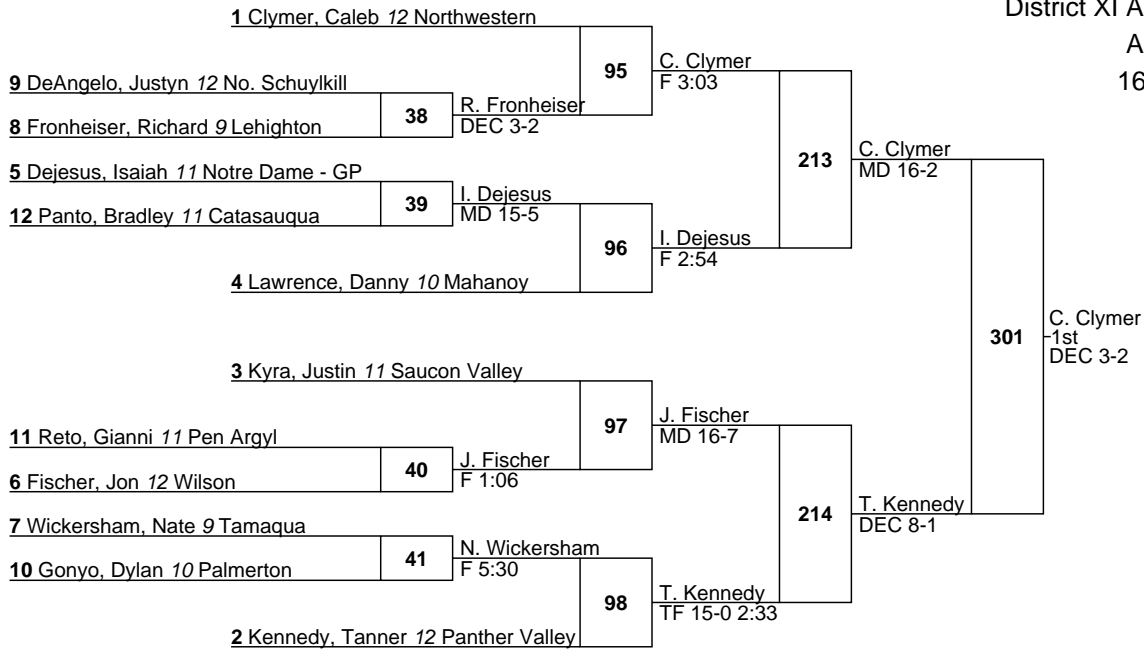 District XI A
A
16
1 Clymer, Caleb 12 Northwestern
95
C. Clymer
F 3:03
9 DeAngelo, Justyn 12 No. Schuylkill
38
R. Fronheiser
DEC 3-2
8 Fronheiser, Richard 9 Lehighton
213
C. Clymer
MD 16-2
5 Dejesus, Isaiah 11 Notre Dame - GP
39
I. Dejesus
MD 15-5
12 Panto, Bradley 11 Catasauqua
96
I. Dejesus
F 2:54
4 Lawrence, Danny 10 Mahanoy
301
C. Clymer
1st
DEC 3-2
3 Kyra, Justin 11 Saucon Valley
97
J. Fischer
MD 16-7
11 Reto, Gianni 11 Pen Argyl
40
J. Fischer
F 1:06
6 Fischer, Jon 12 Wilson
214
T. Kennedy
DEC 8-1
7 Wickersham, Nate 9 Tamaqua
41
N. Wickersham
F 5:30
10 Gonyo, Dylan 10 Palmerton
98
T. Kennedy
TF 15-0 2:33
2 Kennedy, Tanner 12 Panther Valley